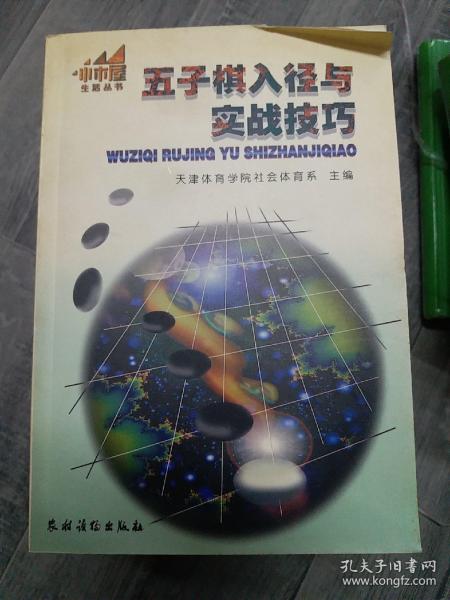 小木屋
生活丛书
五子棋入径与
实战技巧
WUZIQI RUJING YU SHIZHANJIQIAO
天津体育学院社会体育系 主编
农村读物出版社
孔夫子旧书网
www.kongfz.com